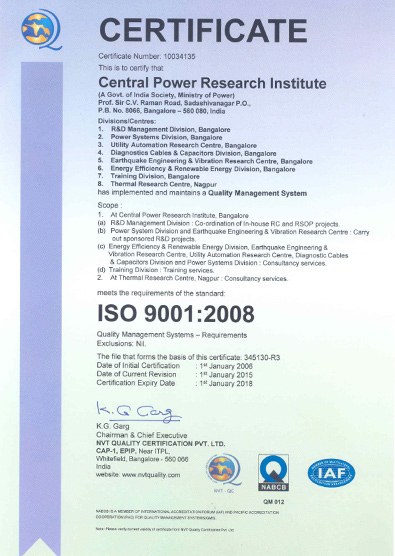 CERTIFICATE
Certificate Number: 10034135
This is to certify that
Central Power Research Institute
(A Govt. of India Society, Ministry of Power)
Prof. Sir C.V. Raman Road, Sadashivanagar P.O.,
P.B. No. 8066, Bangalore – 560 080, India
Divisions/Centres:
1. R&D Management Division, Bangalore
2. Power Systems Division, Bangalore
3. Utility Automation Research Centre, Bangalore
4. Diagnostics Cables & Capacitors Division, Bangalore
5. Earthquake Engineering & Vibration Research Centre, Bangalore
6. Energy Efficiency & Renewable Energy Division, Bangalore
7. Training Division, Bangalore
8. Thermal Research Centre, Nagpur
has implemented and maintains a Quality Management System
Scope :
1. At Central Power Research Institute, Bangalore
(a) R&D Management Division : Co-ordination of In-house RC and RSOP projects.
(b) Power System Division and Earthquake Engineering & Vibration Research Centre : Carry
out sponsored R&D projects.
(c) Energy Efficiency & Renewable Energy Division, Earthquake Engineering &
Vibration Research Centre, Utility Automation Research Centre, Diagnostic Cables
& Capacitors Division and Power Systems Division : Consultancy services.
(d) Training Division : Training services.
2. At Thermal Research Centre, Nagpur : Consultancy services.
meets the requirements of the standard:
ISO 9001:2008
Quality Management Systems – Requirements
Exclusions: Nil.
The file that forms the basis of this certificate: 345130-R3
Date of Initial Certification : 1st January 2006
Date of Current Revision : 1st January 2015
Certification Expiry Date : 1st January 2018
K.G Garg
K.G. Garg
Chairman & Chief Executive
NVT QUALITY CERTIFICATION PVT. LTD.
CAP-1, EPIP, Near ITPL,
Whitefield, Bangalore - 560 066
India
website: www.nvtquality.com
NVT - QC
NABCB
QM 012
IAF
NABCB IS A MEMBER OF INTERNATIONAL ACCREDITATION FORUM (IAF) AND PACIFIC ACCREDITATION
COOPERATION (PAC) FOR QUALITY MANAGEMENT SYSTEMS (QMS).
Note: Please verify current validity of certificate from NVT Quality Certification Pvt. Ltd.